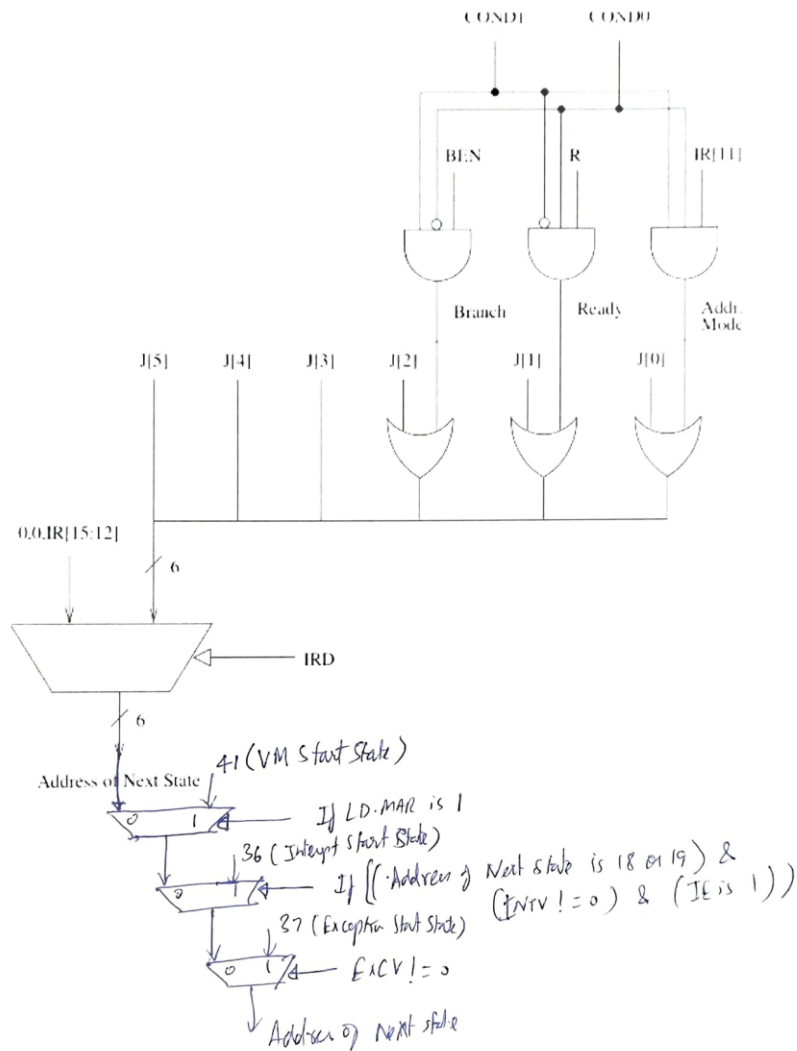 COND1 COND0
BEN R IR[11]
Branch Ready Addr.
Mode
J[5] J[4] J[3] J[2] J[1] J[0]
0,0,IR[15:12]
6
IRD
6
41 (VM Start State)
Address of Next State
0 1
If LD.MAR is 1
36 (Interupt Start State)
0 1
If ((Address of Next State is 18 or 19) &
(INTV != 0) & (IE is 1))
37 (Exception Start State)
0 1
EXCV != 0
Address of Next state